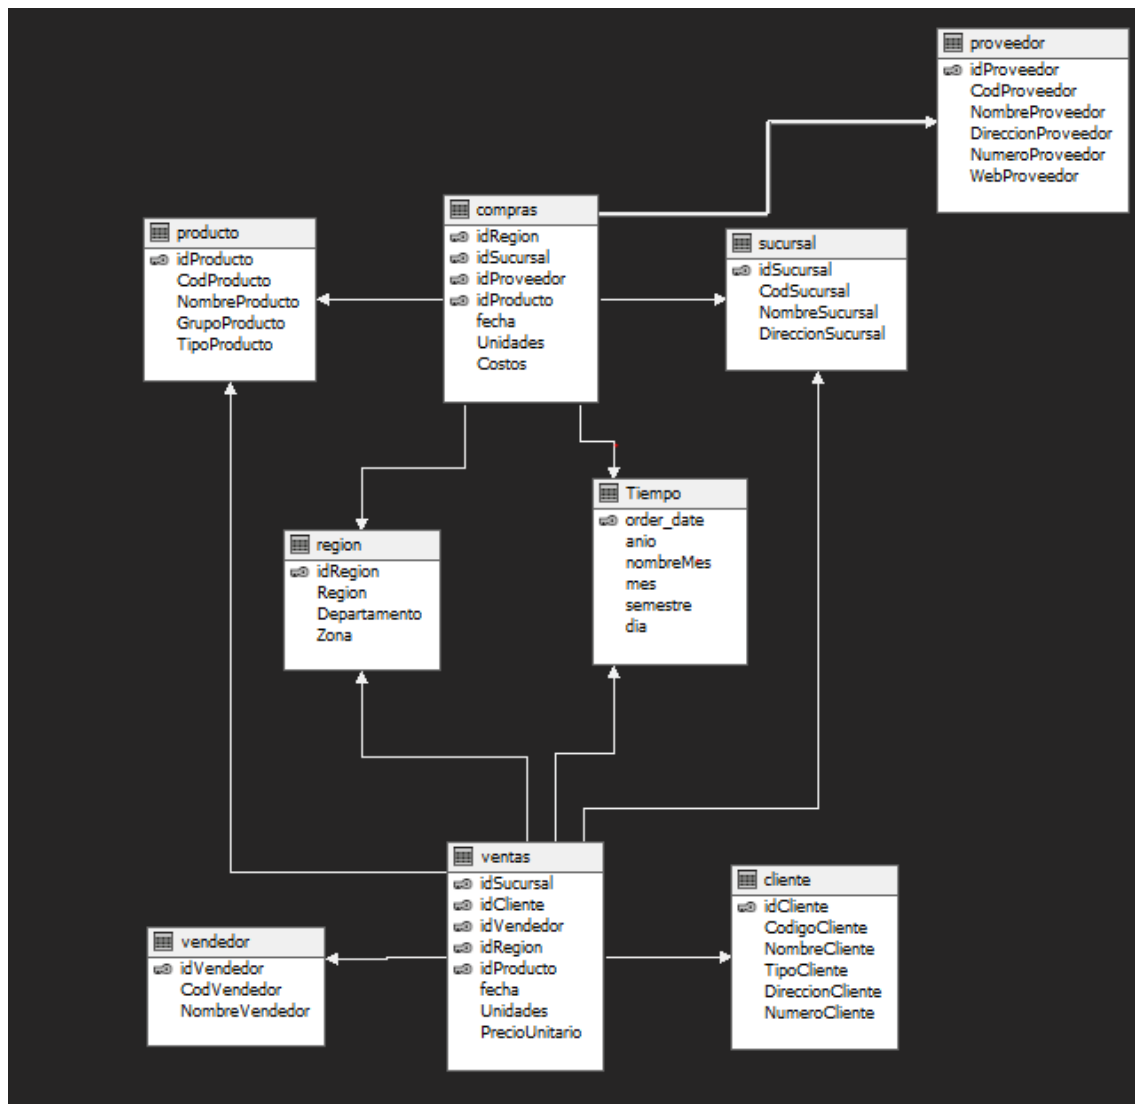 proveedor
idProveedor
CodProveedor
NombreProveedor
DireccionProveedor
NumeroProveedor
WebProveedor
compras
idRegion
idSucursal
idProveedor
idProducto
fecha
Unidades
Costos
producto
idProducto
CodProducto
NombreProducto
GrupoProducto
TipoProducto
sucursal
idSucursal
CodSucursal
NombreSucursal
DireccionSucursal
Tiempo
order_date
anio
nombreMes
mes
semestre
dia
region
idRegion
Region
Departamento
Zona
ventas
idSucursal
idCliente
idVendedor
idRegion
idProducto
fecha
Unidades
PrecioUnitario
cliente
idCliente
CodigoCliente
NombreCliente
TipoCliente
DireccionCliente
NumeroCliente
vendedor
idVendedor
CodVendedor
NombreVendedor